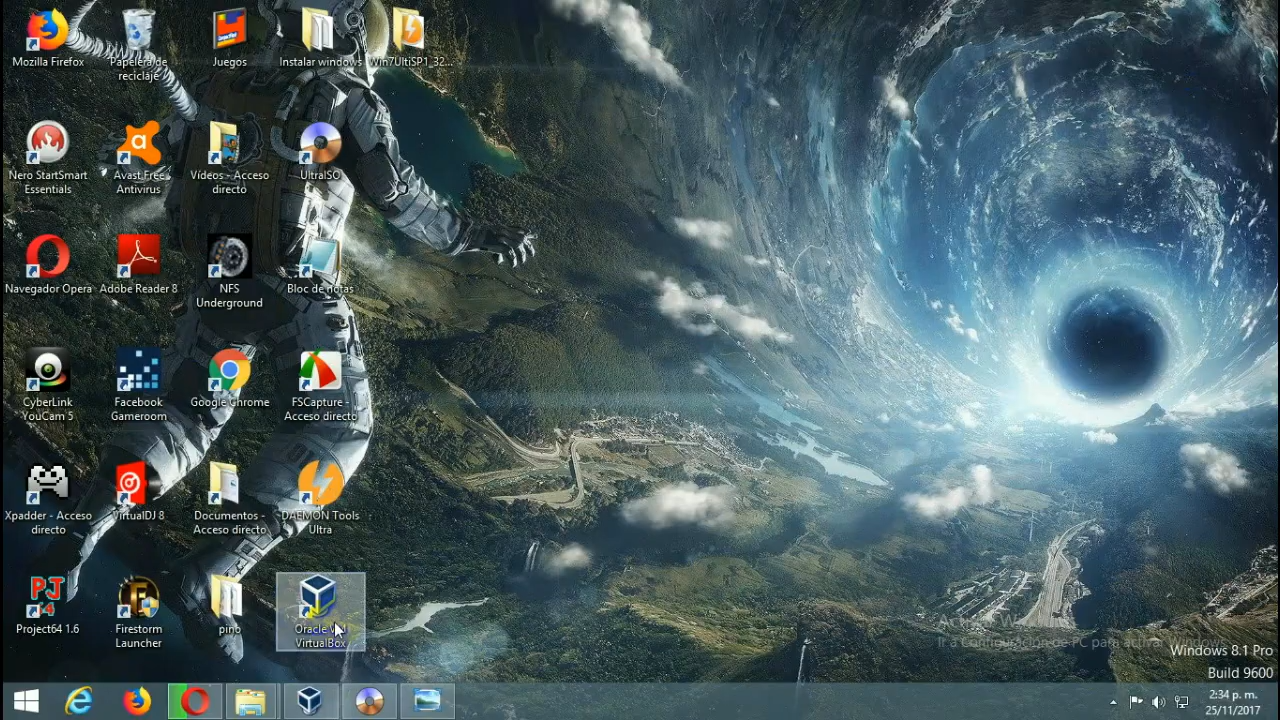 Mozilla Firefox
Papelera de
reciclaje
Juegos
Instalar windows
Win7UltiSP1_32...
Nero StartSmart
Essentials
Avast Free
Antivirus
Vídeos - Acceso
directo
UltraISO
Navegador Opera
Adobe Reader 8
NFS
Underground
Bloc de notas
CyberLink
YouCam 5
Facebook
Gameroom
Google Chrome
FSCapture -
Acceso directo
Xpadder - Acceso
directo
VirtualDJ 8
Documentos -
Acceso directo
DAEMON Tools
Ultra
PJ
64
Project64 1.6
Firestorm
Launcher
pino
Oracle VM
VirtualBox
Ir a Configuración de PC para activar Windows.
Windows 8.1 Pro
Build 9600
2:34 p. m.
25/11/2017